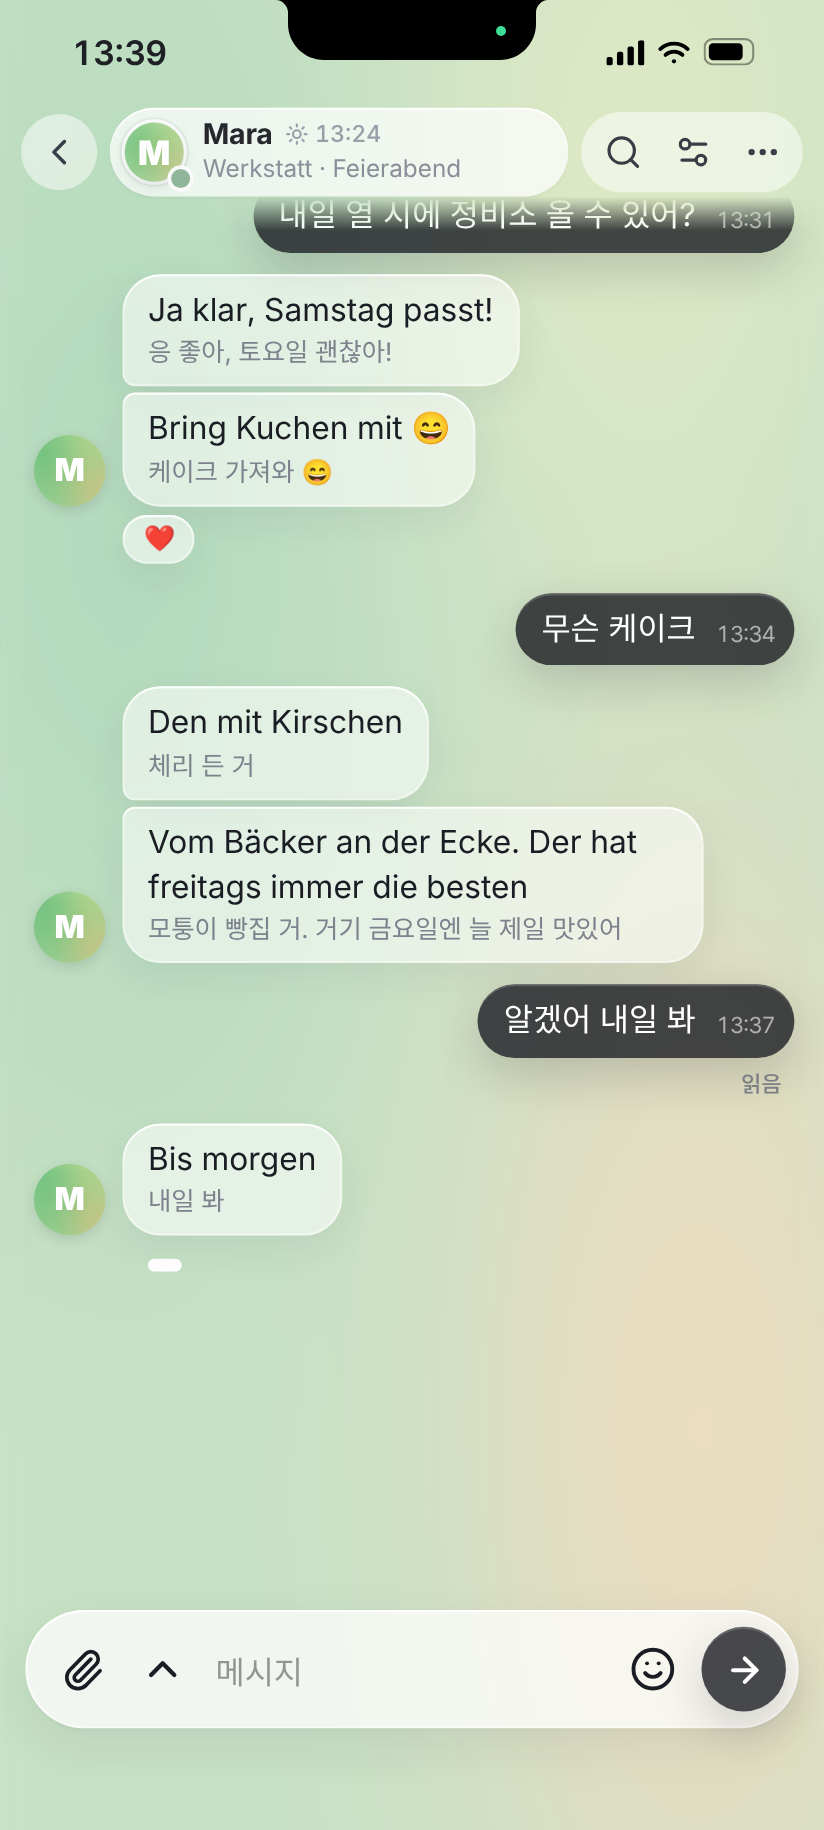 13:39
M
Mara 13:24
Werkstatt · Feierabend
내일 열 시에 정비소 올 수 있어? 13:31
Ja klar, Samstag passt!
응 좋아, 토요일 괜찮아!
Bring Kuchen mit 😄
케이크 가져와 😄
M
❤️
무슨 케이크 13:34
Den mit Kirschen
체리 든 거
Vom Bäcker an der Ecke. Der hat
freitags immer die besten
모퉁이 빵집 거. 거기 금요일엔 늘 제일 맛있어
M
알겠어 내일 봐 13:37
읽음
Bis morgen
내일 봐
M
메시지